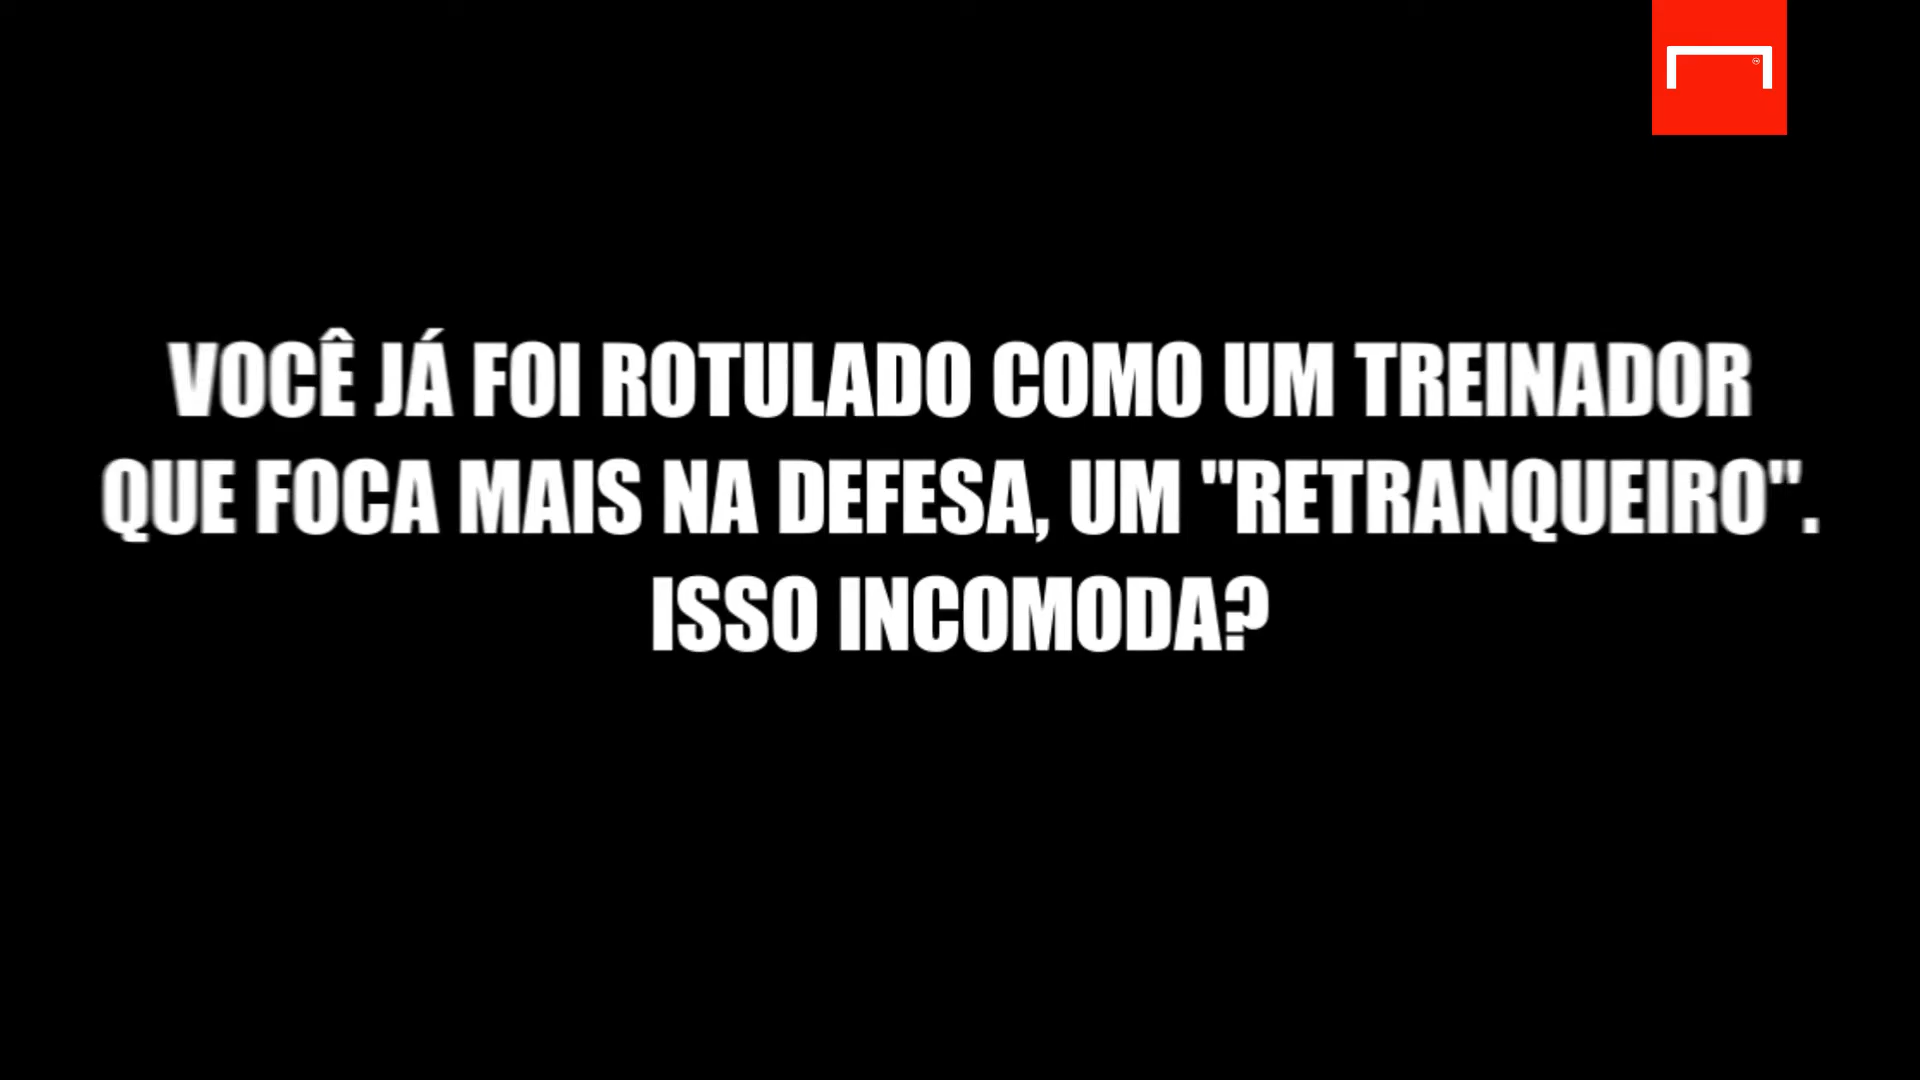 VOCÊ JÁ FOI ROTULADO COMO UM TREINADOR
QUE FOCA MAIS NA DEFESA, UM "RETRANQUEIRO".
ISSO INCOMODA?